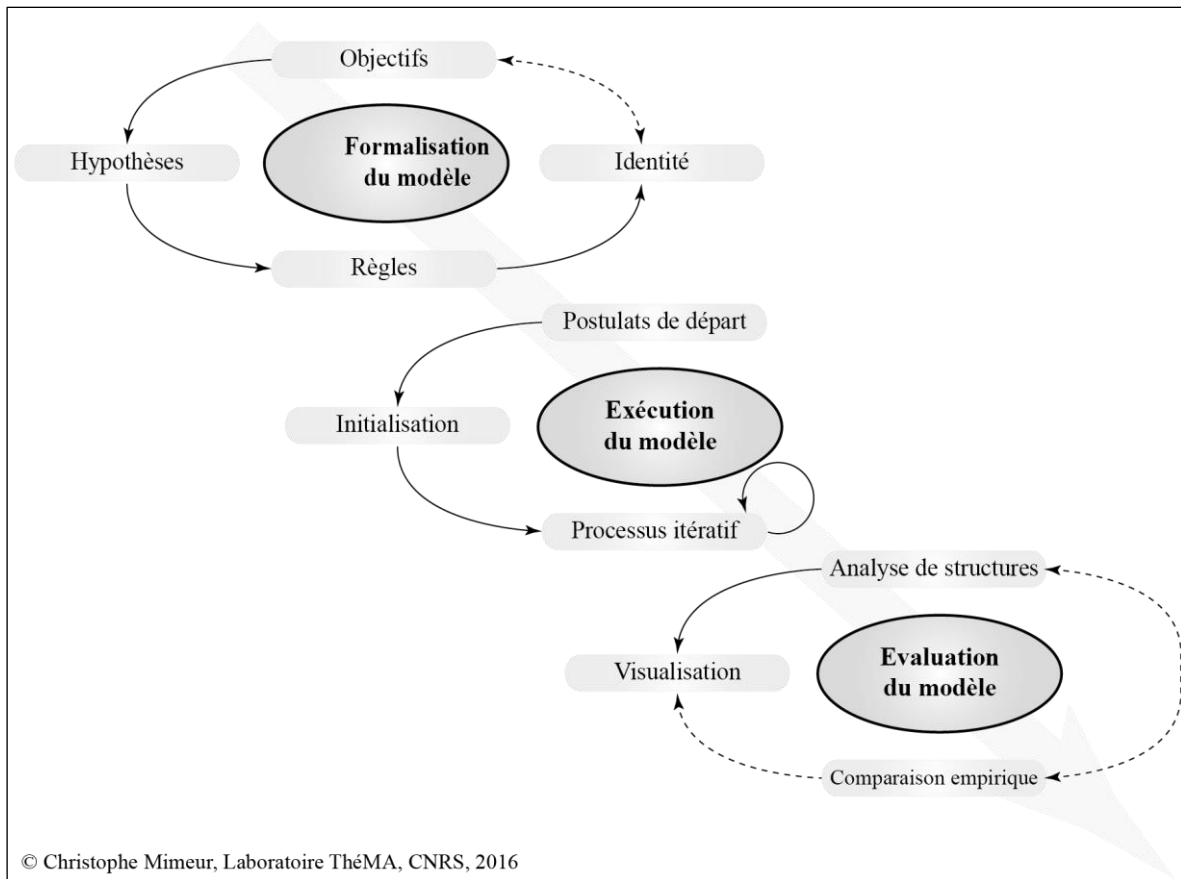 Objectifs
Formalisation
du modèle
Hypothèses
Identité
Règles
Postulats de départ
Exécution
du modèle
Initialisation
Processus itératif
Analyse de structures
Evaluation
du modèle
Visualisation
Comparaison empirique
© Christophe Mimeur, Laboratoire ThéMA, CNRS, 2016